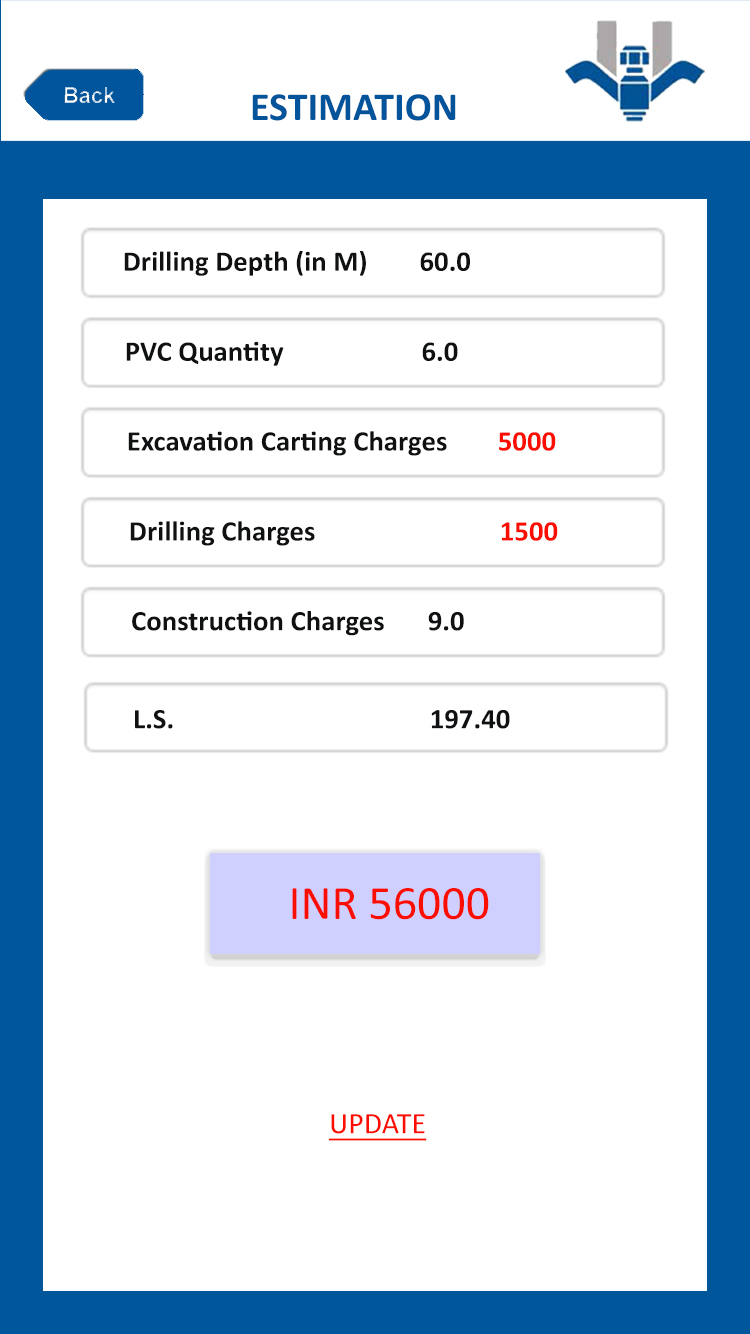 Back
ESTIMATION
Drilling Depth (in M) 60.0
PVC Quantity 6.0
Excavation Carting Charges 5000
Drilling Charges 1500
Construction Charges 9.0
L.S. 197.40
INR 56000
UPDATE